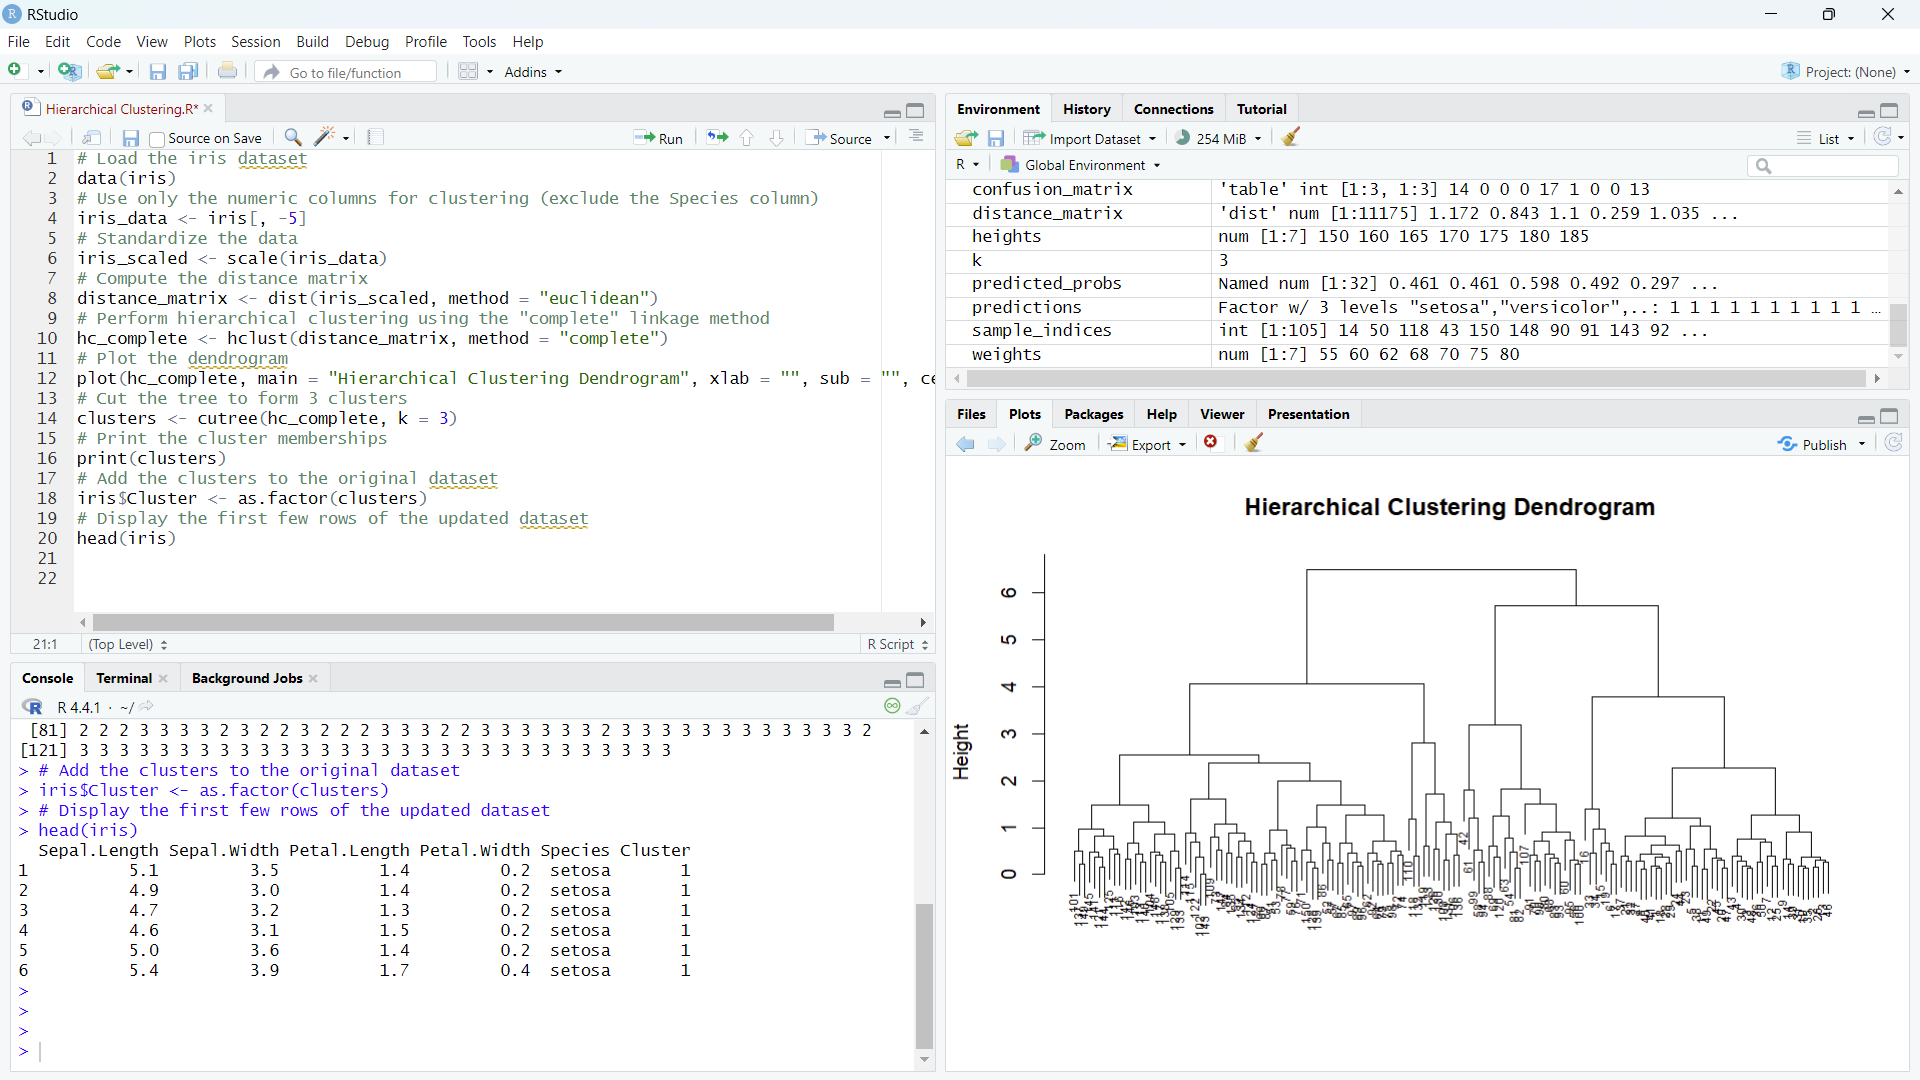 RStudio
File Edit Code View Plots Session Build Debug Profile Tools Help
Go to file/function Addins Project: (None)
Hierarchical Clustering.R*
Source on Save Run Source
1 # Load the iris dataset
2 data(iris)
3 # Use only the numeric columns for clustering (exclude the Species column)
4 iris_data <- iris[, -5]
5 # Standardize the data
6 iris_scaled <- scale(iris_data)
7 # Compute the distance matrix
8 distance_matrix <- dist(iris_scaled, method = "euclidean")
9 # Perform hierarchical clustering using the "complete" linkage method
10 hc_complete <- hclust(distance_matrix, method = "complete")
11 # Plot the dendrogram
12 plot(hc_complete, main = "Hierarchical Clustering Dendrogram", xlab = "", sub = "", ce
13 # Cut the tree to form 3 clusters
14 clusters <- cutree(hc_complete, k = 3)
15 # Print the cluster memberships
16 print(clusters)
17 # Add the clusters to the original dataset
18 iris$Cluster <- as.factor(clusters)
19 # Display the first few rows of the updated dataset
20 head(iris)
21
22
21:1 (Top Level) R Script
Console Terminal Background Jobs
R 4.4.1 · ~/
[81] 2 2 2 3 3 3 3 2 3 2 2 3 2 2 2 3 3 3 2 2 3 3 3 3 3 3 2 3 3 3 3 3 3 3 3 3 3 3 3 2
[121] 3 3 3 3 3 3 3 3 3 3 3 3 3 3 3 3 3 3 3 3 3 3 3 3 3 3 3 3 3 3
> # Add the clusters to the original dataset
> iris$Cluster <- as.factor(clusters)
> # Display the first few rows of the updated dataset
> head(iris)
Sepal.Length Sepal.Width Petal.Length Petal.Width Species Cluster
1 5.1 3.5 1.4 0.2 setosa 1
2 4.9 3.0 1.4 0.2 setosa 1
3 4.7 3.2 1.3 0.2 setosa 1
4 4.6 3.1 1.5 0.2 setosa 1
5 5.0 3.6 1.4 0.2 setosa 1
6 5.4 3.9 1.7 0.4 setosa 1
>
>
>
>
Environment History Connections Tutorial
Import Dataset 254 MiB List
R Global Environment
confusion_matrix 'table' int [1:3, 1:3] 14 0 0 0 17 1 0 0 13
distance_matrix 'dist' num [1:11175] 1.172 0.843 1.1 0.259 1.035 ...
heights num [1:7] 150 160 165 170 175 180 185
k 3
predicted_probs Named num [1:32] 0.461 0.461 0.598 0.492 0.297 ...
predictions Factor w/ 3 levels "setosa","versicolor",..: 1 1 1 1 1 1 1 1 1 1 ...
sample_indices int [1:105] 14 50 118 43 150 148 90 91 143 92 ...
weights num [1:7] 55 60 62 68 70 75 80
Files Plots Packages Help Viewer Presentation
Zoom Export Publish
Hierarchical Clustering Dendrogram
Height
6
5
4
3
2
1
0
42
61
107
110
16
109